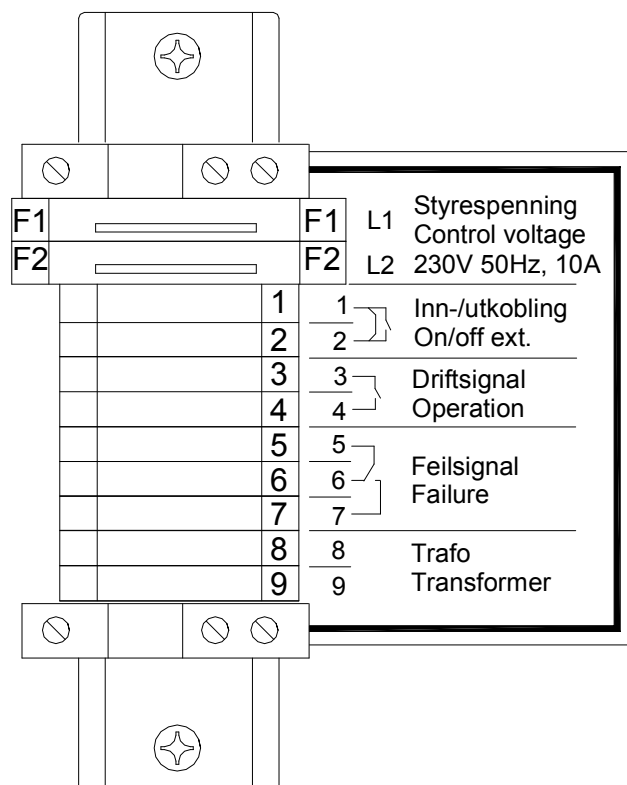 F1 F1 L1 Styrespenning
Control voltage
F2 F2 L2 230V 50Hz, 10A
1 1 Inn-/utkobling
2 2 On/off ext.
3 3 Driftsignal
4 4 Operation
5 5
6 6 Feilsignal
Failure
7 7
8 8 Trafo
9 9 Transformer